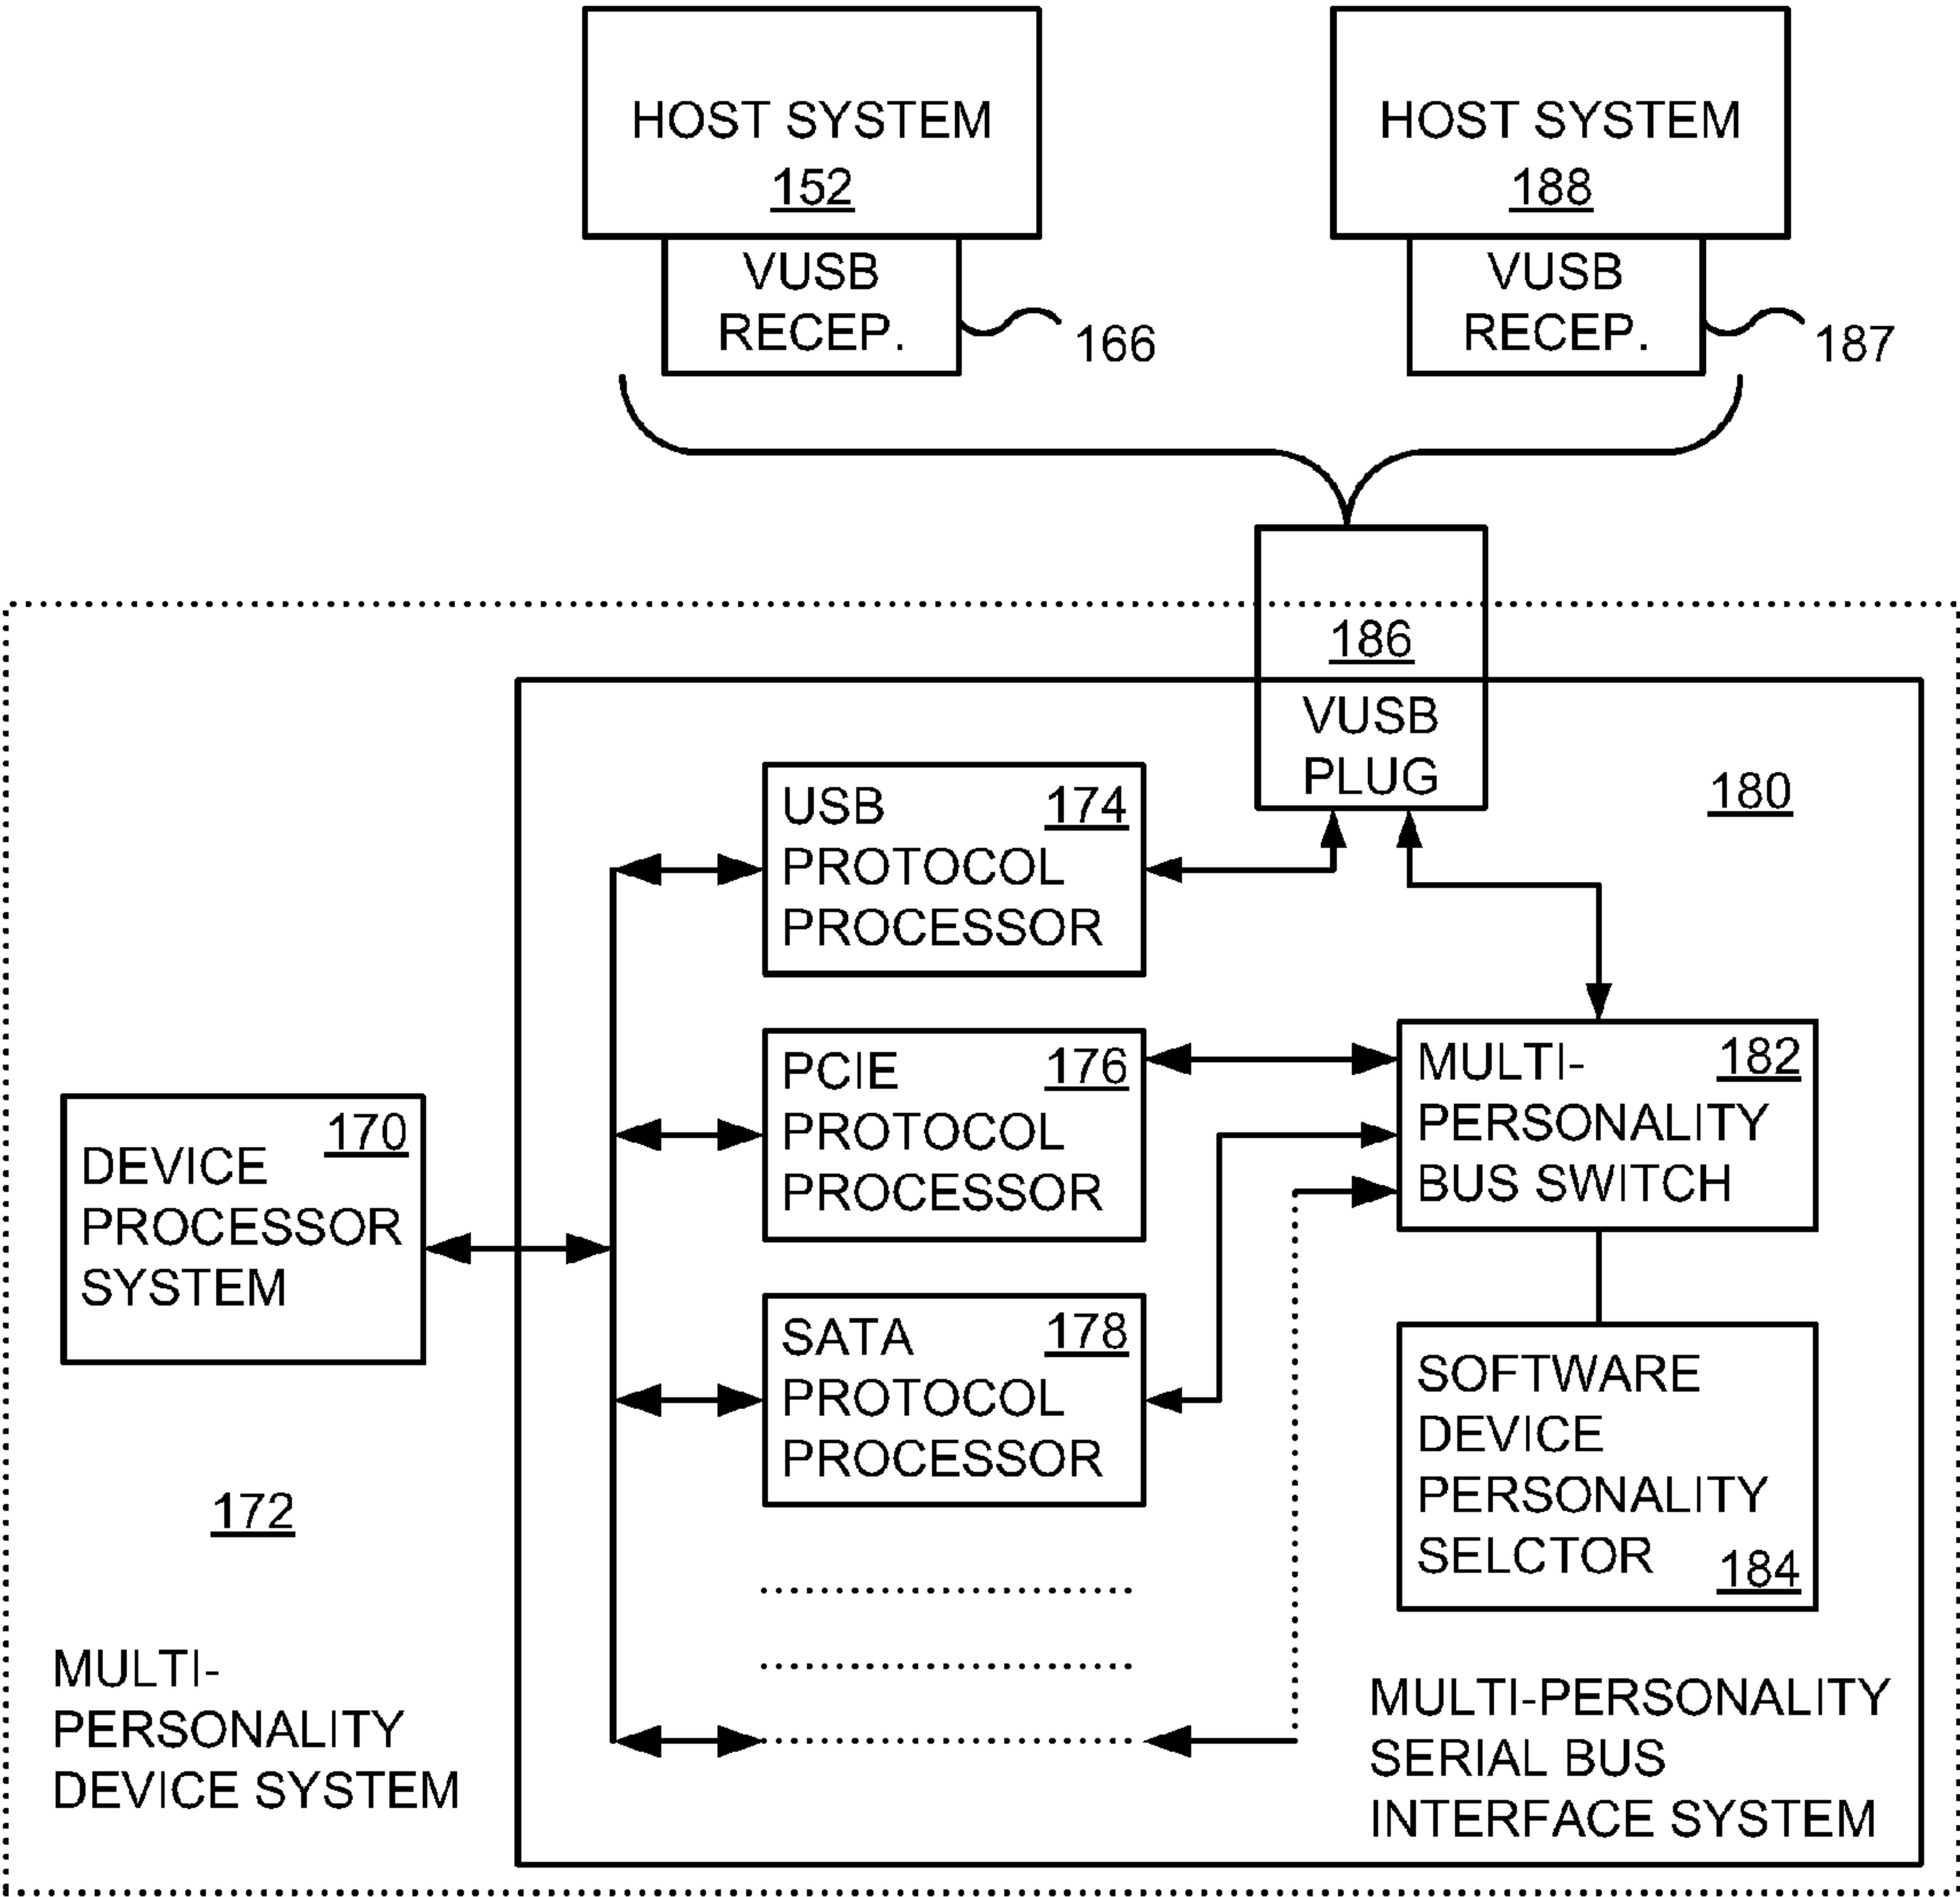 HOST SYSTEM
152
VUSB
RECEP.
166
HOST SYSTEM
188
VUSB
RECEP.
187
186
VUSB
PLUG
180
USB 174
PROTOCOL
PROCESSOR
PCIE 176
PROTOCOL
PROCESSOR
SATA 178
PROTOCOL
PROCESSOR
MULTI- 182
PERSONALITY
BUS SWITCH
SOFTWARE
DEVICE
PERSONALITY
SELCTOR 184
170
DEVICE
PROCESSOR
SYSTEM
172
MULTI-
PERSONALITY
DEVICE SYSTEM
MULTI-PERSONALITY
SERIAL BUS
INTERFACE SYSTEM